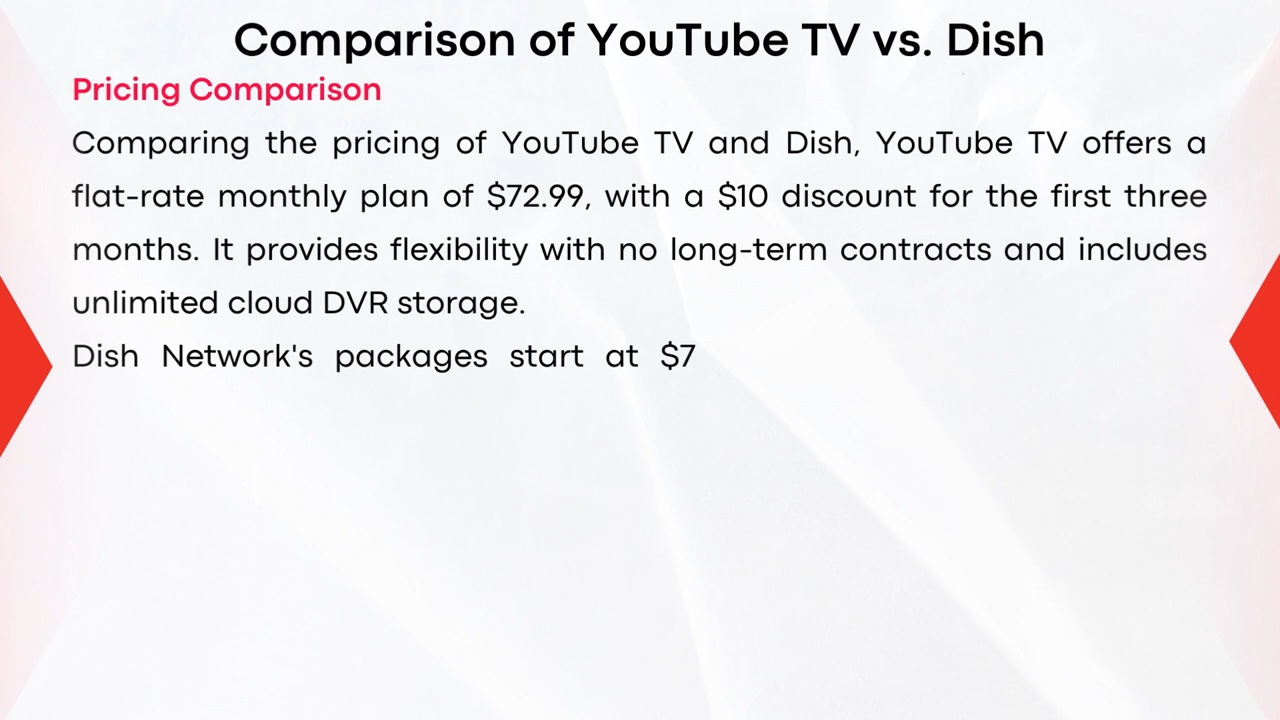 Comparison of YouTube TV vs. Dish
Pricing Comparison
Comparing the pricing of YouTube TV and Dish, YouTube TV offers a
flat-rate monthly plan of $72.99, with a $10 discount for the first three
months. It provides flexibility with no long-term contracts and includes
unlimited cloud DVR storage.
Dish Network's packages start at $7